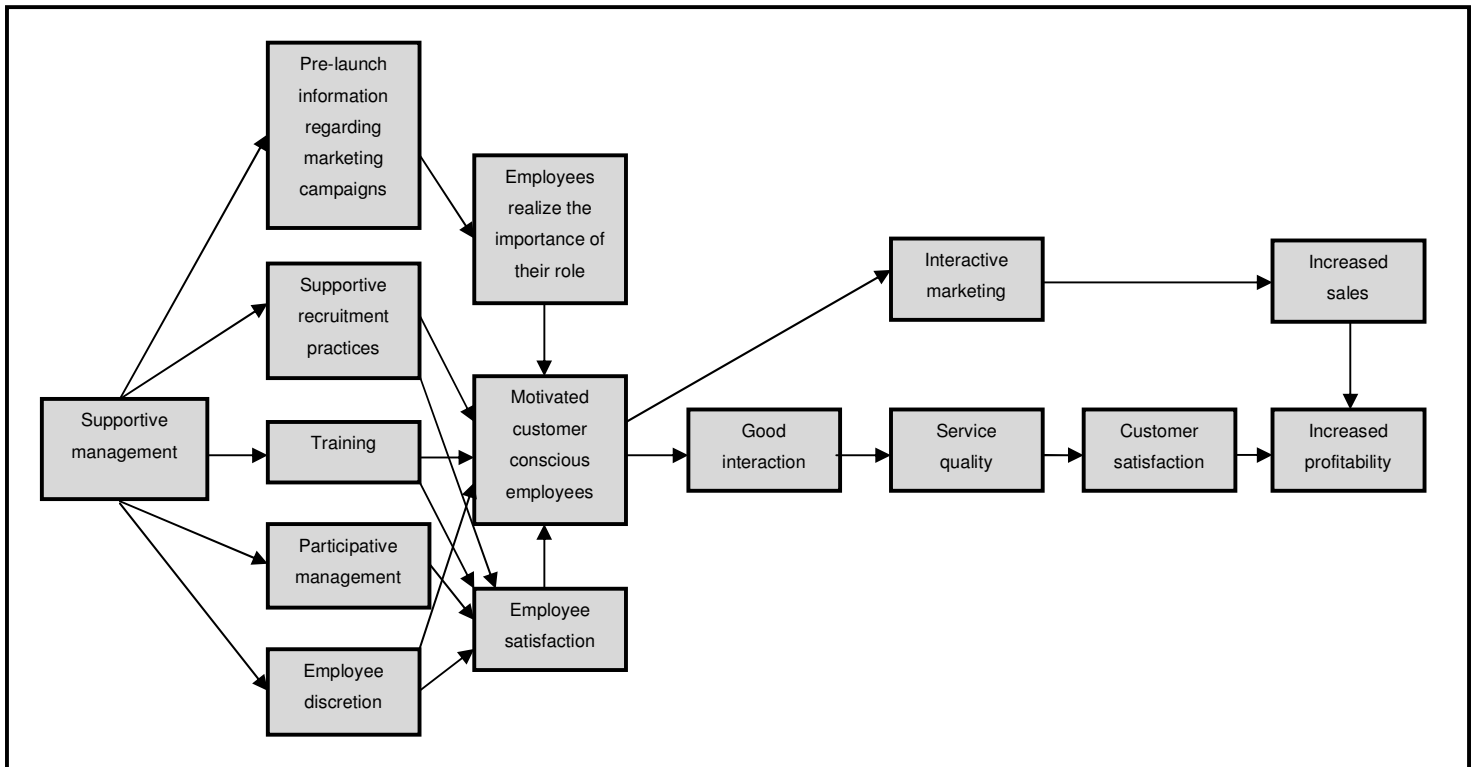 Pre-launch
information
regarding
marketing
campaigns
Employees
realize the
importance of
their role
Supportive
recruitment
practices
Interactive
marketing
Increased
sales
Supportive
management
Training
Motivated
customer
conscious
employees
Good
interaction
Service
quality
Customer
satisfaction
Increased
profitability
Participative
management
Employee
satisfaction
Employee
discretion